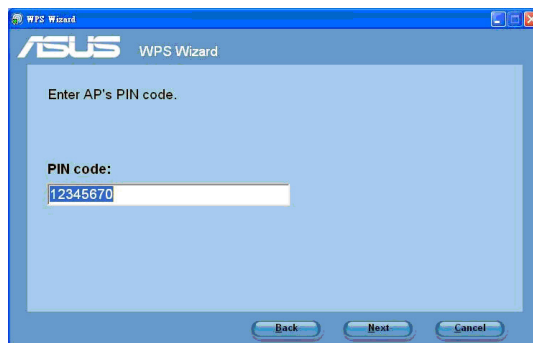 WPS Wizard
ASUS WPS Wizard
Enter AP's PIN code.
PIN code:
12345670
Back Next Cancel